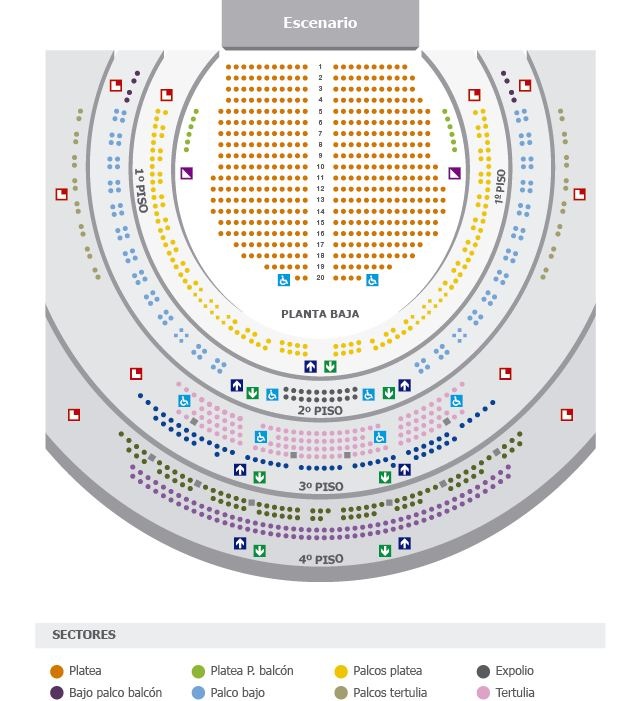 Escenario
1
2
3
4
5
6
7
8
9
10
11
12
13
14
15
16
17
18
19
20
1º PISO
1º PISO
PLANTA BAJA
2º PISO
3º PISO
4º PISO
SECTORES
Platea
Platea P. balcón
Palcos platea
Expolio
Bajo palco balcón
Palco bajo
Palcos tertulia
Tertulia